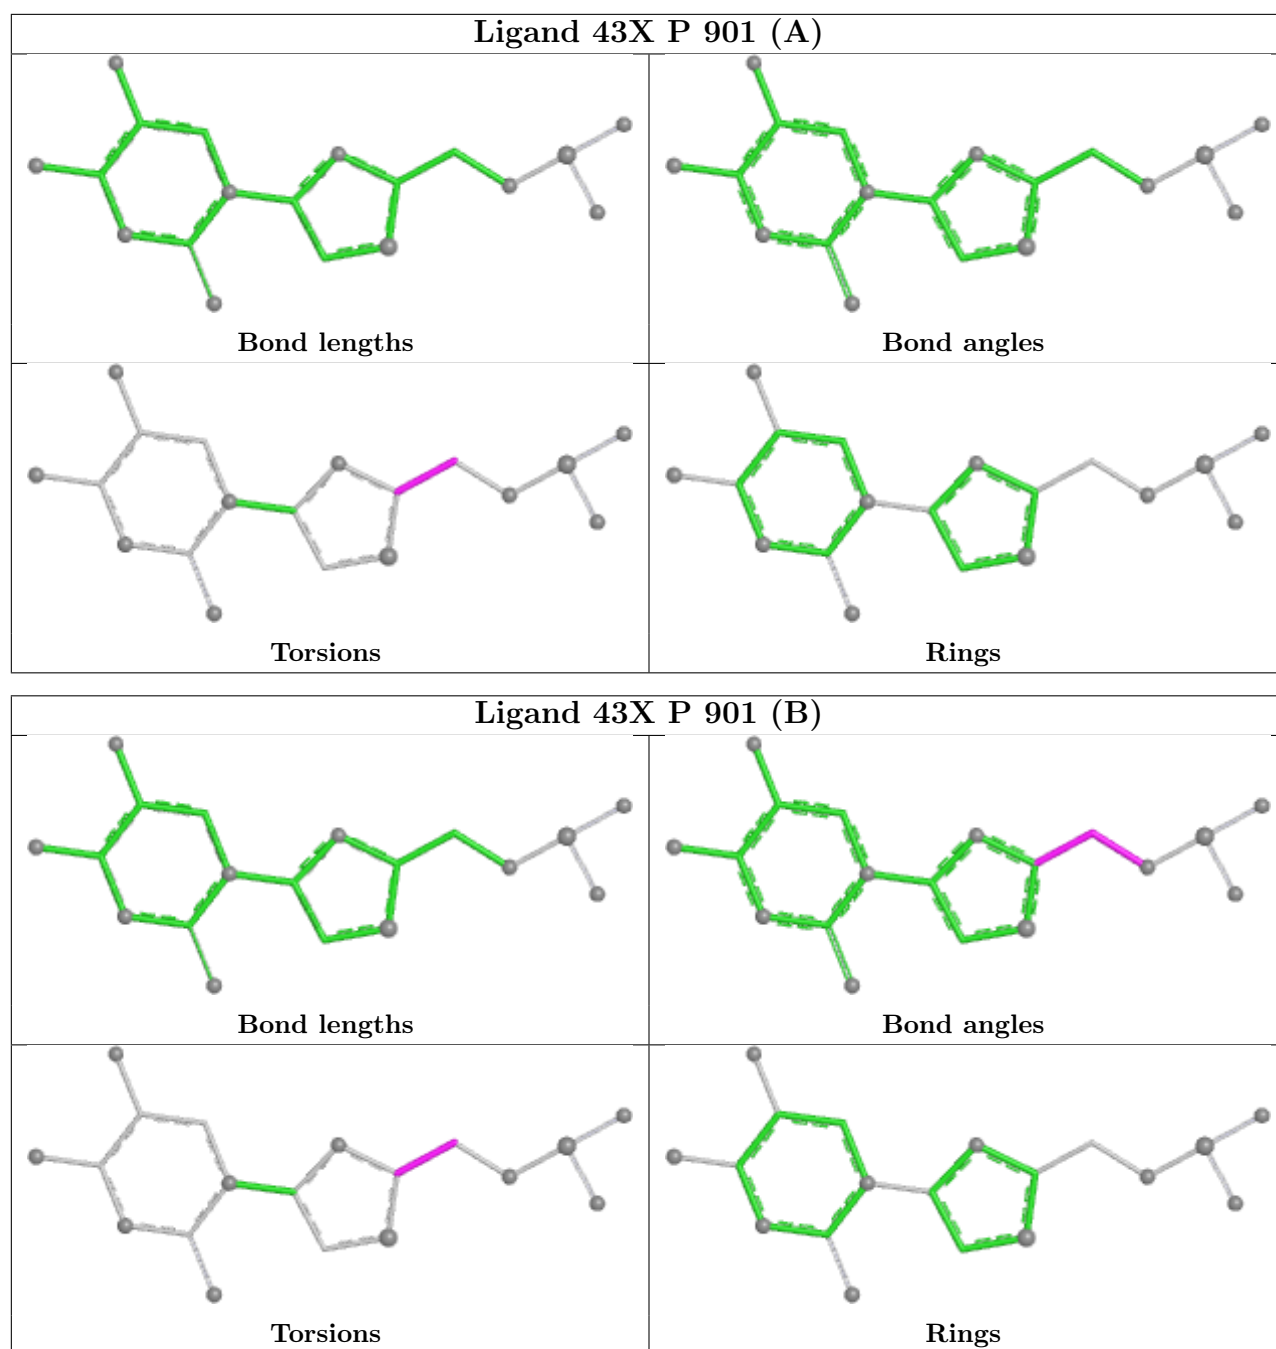 Ligand 43X P 901 (A)
Bond lengths
Bond angles
Torsions
Rings
Ligand 43X P 901 (B)
Bond lengths
Bond angles
Torsions
Rings